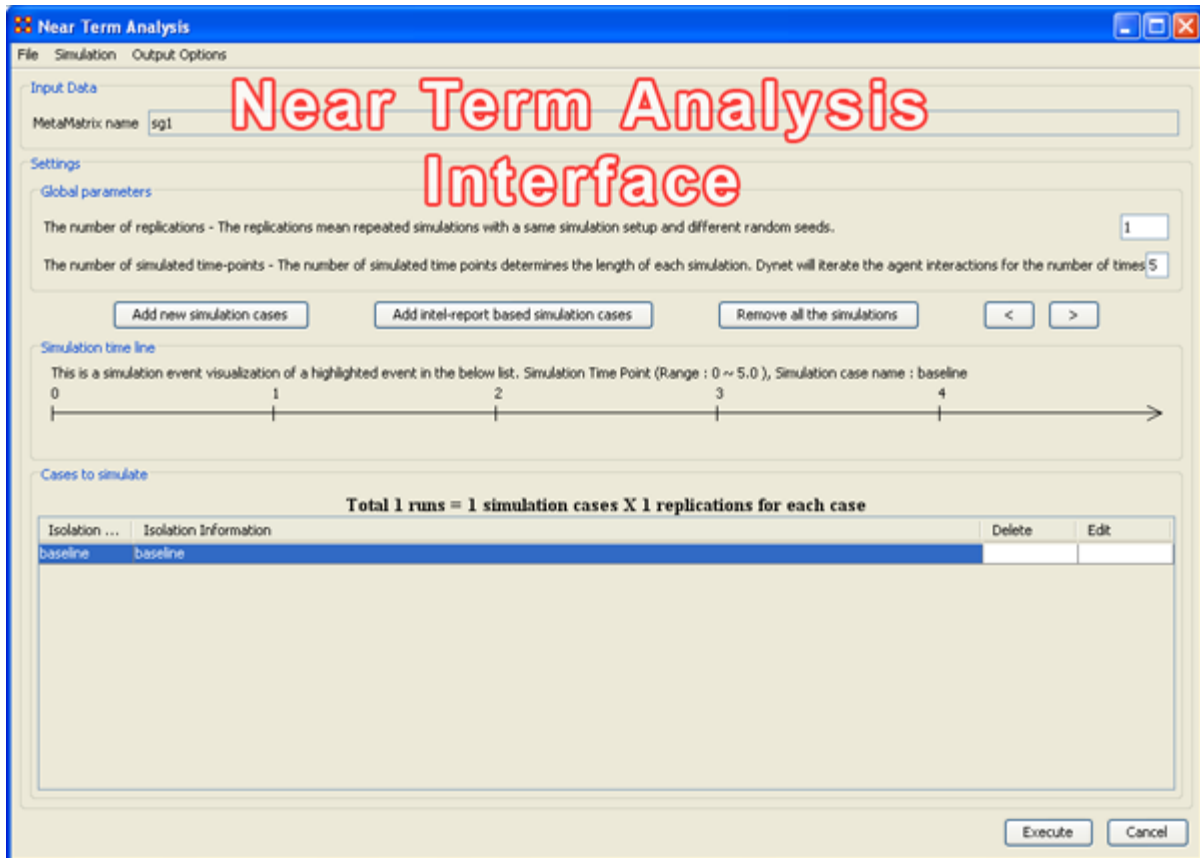 Near Term Analysis
File Simulation Output Options
Near Term Analysis
Interface
Input Data
MetaMatrix name sg1
Settings
Global parameters
The number of replications - The replications mean repeated simulations with a same simulation setup and different random seeds. 1
The number of simulated time-points - The number of simulated time points determines the length of each simulation. Dynet will iterate the agent interactions for the number of times 5
Add new simulation cases Add intel-report based simulation cases Remove all the simulations < >
Simulation time line
This is a simulation event visualization of a highlighted event in the below list. Simulation Time Point (Range : 0 ~ 5.0 ), Simulation case name : baseline
0 1 2 3 4
Cases to simulate
Total 1 runs = 1 simulation cases X 1 replications for each case
Isolation ... Isolation Information Delete Edit
baseline baseline
Execute Cancel